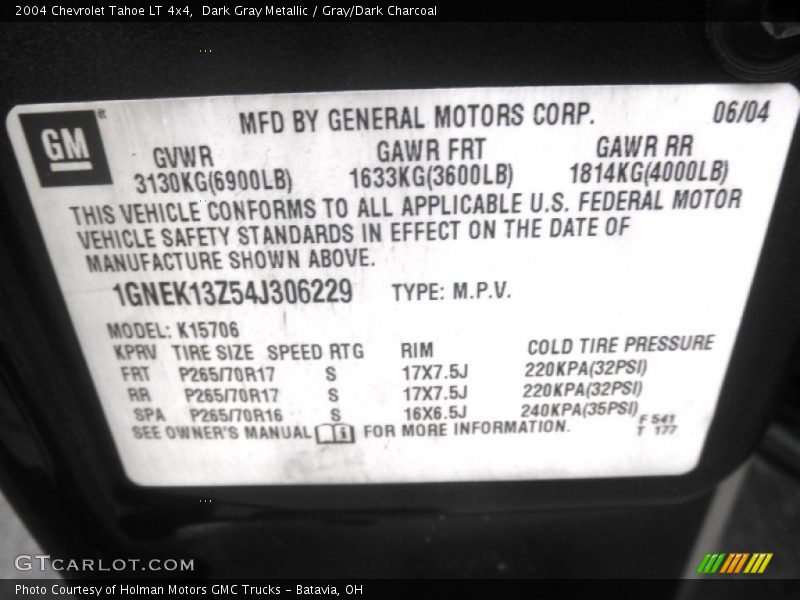 2004 Chevrolet Tahoe LT 4x4, Dark Gray Metallic / Gray/Dark Charcoal
GM ® MFD BY GENERAL MOTORS CORP. 06/04
GVWR GAWR FRT GAWR RR
3130KG(6900LB) 1633KG(3600LB) 1814KG(4000LB)
THIS VEHICLE CONFORMS TO ALL APPLICABLE U.S. FEDERAL MOTOR
VEHICLE SAFETY STANDARDS IN EFFECT ON THE DATE OF
MANUFACTURE SHOWN ABOVE.
1GNEK13Z54J306229 TYPE: M.P.V.
MODEL: K15706
KPRV TIRE SIZE SPEED RTG RIM COLD TIRE PRESSURE
FRT P265/70R17 S 17X7.5J 220KPA(32PSI)
RR P265/70R17 S 17X7.5J 220KPA(32PSI)
SPA P265/70R16 S 16X6.5J 240KPA(35PSI)
SEE OWNER'S MANUAL i FOR MORE INFORMATION.
F 541
T 177
GTCARLOT.COM
Photo Courtesy of Holman Motors GMC Trucks – Batavia, OH